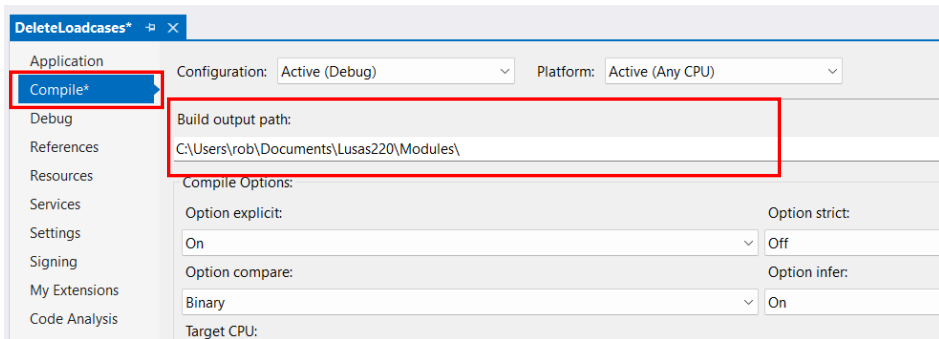 DeleteLoadcases*
Application
Compile*
Debug
References
Resources
Services
Settings
Signing
My Extensions
Code Analysis
Configuration: Active (Debug) Platform: Active (Any CPU)
Build output path:
C:\Users\rob\Documents\Lusas220\Modules\
Compile Options:
Option explicit: Option strict:
On Off
Option compare: Option infer:
Binary On
Target CPU: